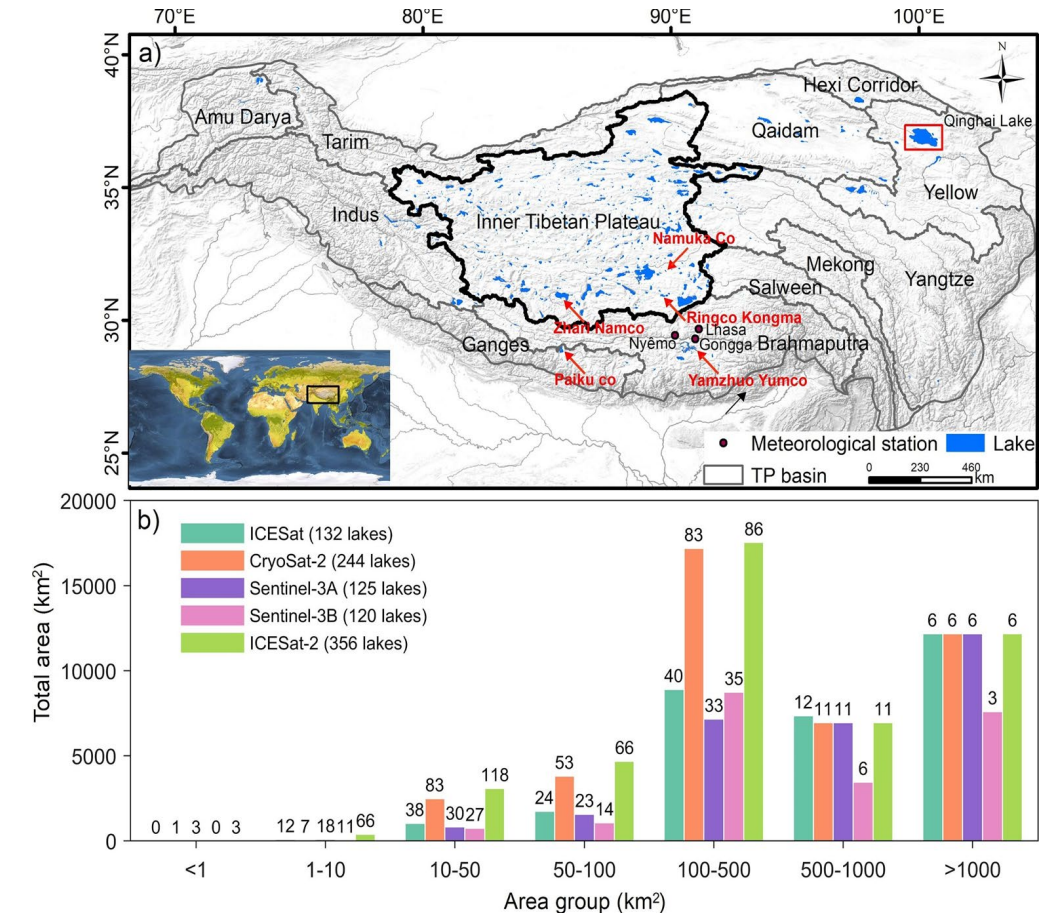 70°E 80°E 90°E 100°E
a)
N
40°N
35°N
30°N
25°N
Hexi Corridor
Amu Darya
Qaidam
Qinghai Lake
Tarim
Yellow
Indus
Inner Tibetan Plateau
Namuka Co
Mekong
Yangtze
Salween
Ringco Kongma
Zhari Namco
Lhasa
Nyêmo
Gongga
Brahmaputra
Ganges
Paiku co
Yamzhuo Yumco
Meteorological station
Lake
TP basin
0 230 460
km
b)
Total area (km²)
20000
15000
10000
5000
0
ICESat (132 lakes)
CryoSat-2 (244 lakes)
Sentinel-3A (125 lakes)
Sentinel-3B (120 lakes)
ICESat-2 (356 lakes)
0 1 3 0 3
12 7 18 11 66
38 83 30 27 118
24 53 23 14 66
40 83 33 35 86
12 11 11 6 11
6 6 6 3 6
<1 1-10 10-50 50-100 100-500 500-1000 >1000
Area group (km²)